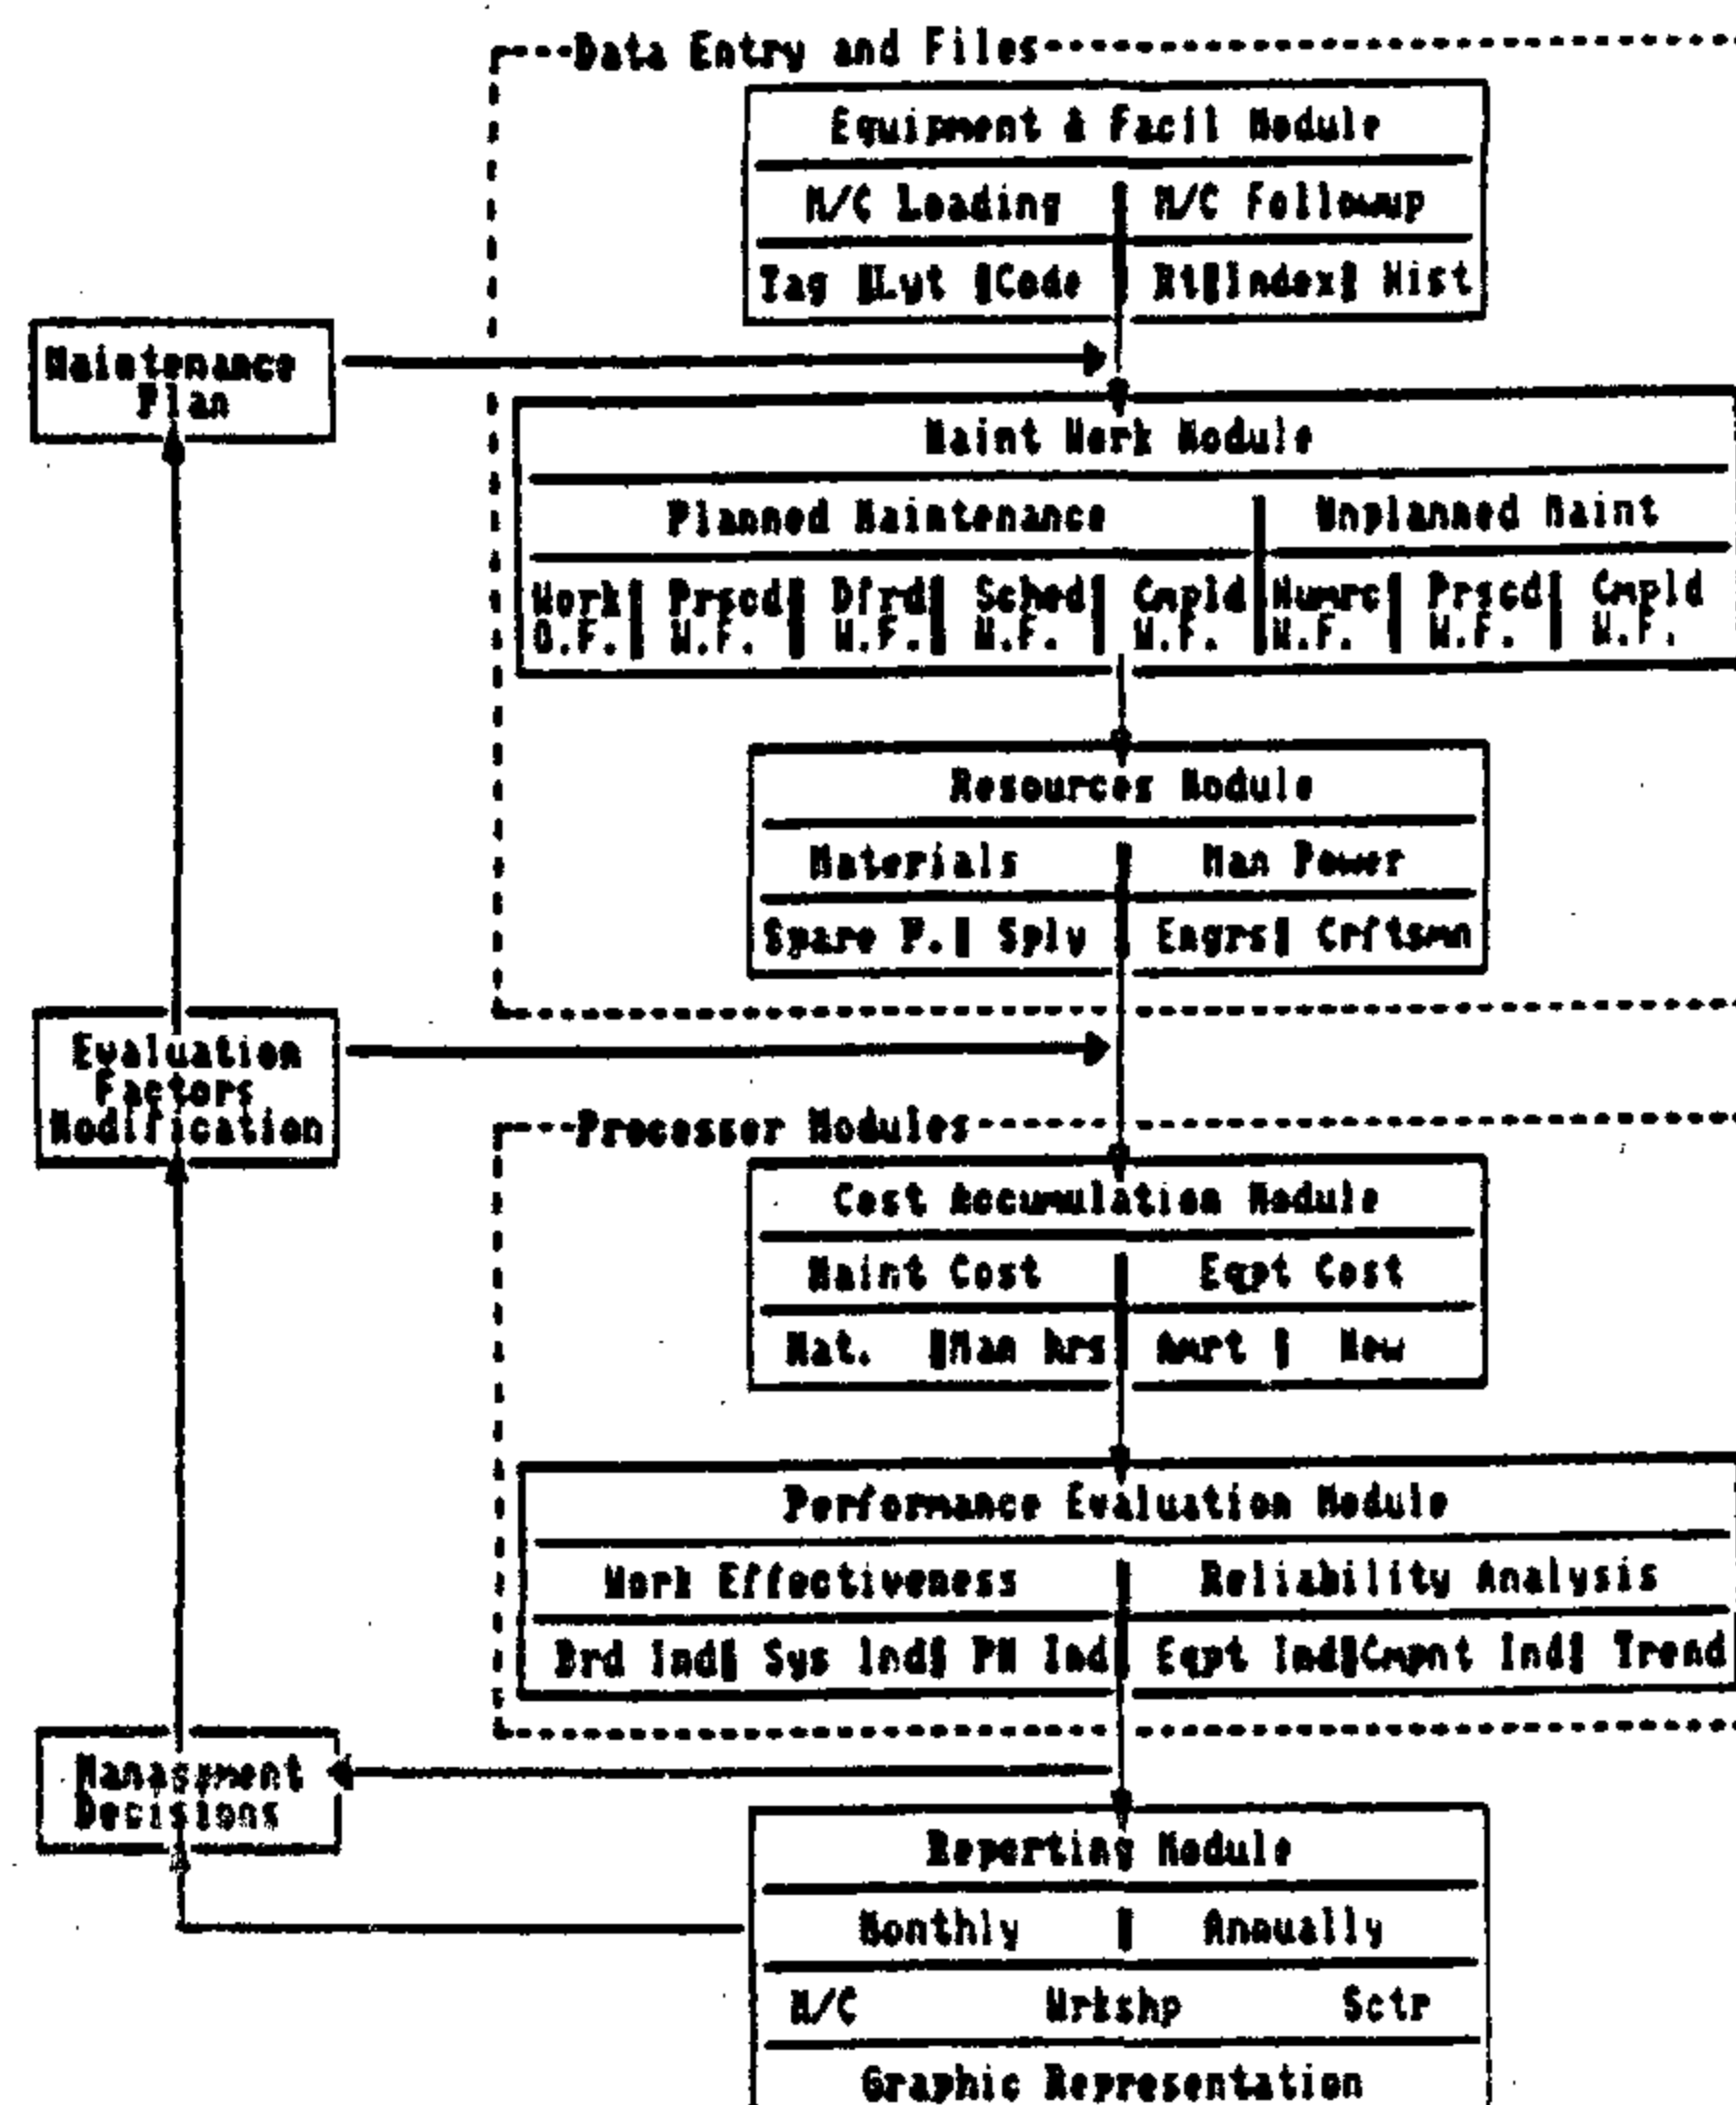 Data Entry and Files
Equipment & Facil Module
M/C Loading | M/C Followup
Tag | Lyt | Code | Rt | Index | Hist
Maintenance
Plan
Maint Work Module
Planned Maintenance | Unplanned Maint
Work | Prscd | Dfrd | Sched | Cmpld | Numrc | Prscd | Cmpld
O.F. | W.F. | W.F. | W.F. | W.F. | W.F. | W.F. | W.F.
Resources Module
Materials | Man Power
Spare P. | Sply | Engrs | Crftsmn
Evaluation
Factors
Modification
Processer Modules
Cost Accumulation Module
Maint Cost | Eqpt Cost
Mat. | Man hrs | Amrt | New
Performance Evaluation Module
Work Effectiveness | Reliability Analysis
Brd Ind | Sys Ind | PM Ind | Eqpt Ind | Cmpnt Ind | Trend
Decisions
Reporting Module
Monthly | Annually
M/C Wrkshp Sctr
Graphic Representation